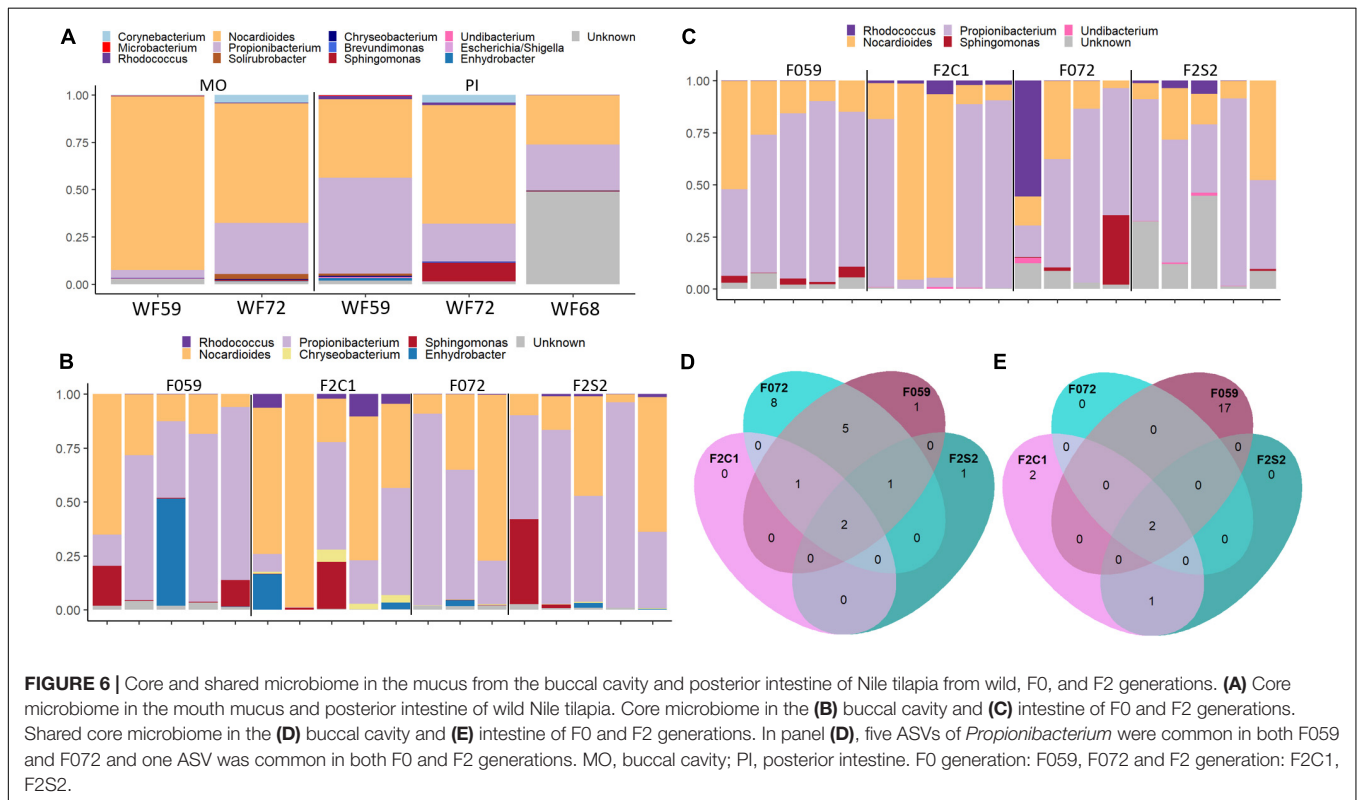 A
Corynebacterium Nocardioides Chryseobacterium Undibacterium Unknown
Microbacterium Propionibacterium Brevundimonas Escherichia/Shigella
Rhodococcus Solirubrobacter Sphingomonas Enhydrobacter
MO PI
1.00
0.75
0.50
0.25
0.00
WF59 WF72 WF59 WF72 WF68
C
Rhodococcus Propionibacterium Undibacterium
Nocardioides Sphingomonas Unknown
F059 F2C1 F072 F2S2
1.00
0.75
0.50
0.25
0.00
B
Rhodococcus Propionibacterium Sphingomonas Unknown
Nocardioides Chryseobacterium Enhydrobacter
F059 F2C1 F072 F2S2
1.00
0.75
0.50
0.25
0.00
D
F072
8
F059
1
5
0
0
F2C1
0
F2S2
1
1
1
2
0
0
0
0
0
E
F072
0
F059
17
0
0
0
F2C1
2
F2S2
0
0
0
2
0
0
0
0
1
FIGURE 6 | Core and shared microbiome in the mucus from the buccal cavity and posterior intestine of Nile tilapia from wild, F0, and F2 generations. (A) Core
microbiome in the mouth mucus and posterior intestine of wild Nile tilapia. Core microbiome in the (B) buccal cavity and (C) intestine of F0 and F2 generations.
Shared core microbiome in the (D) buccal cavity and (E) intestine of F0 and F2 generations. In panel (D), five ASVs of Propionibacterium were common in both F059
and F072 and one ASV was common in both F0 and F2 generations. MO, buccal cavity; PI, posterior intestine. F0 generation: F059, F072 and F2 generation: F2C1,
F2S2.